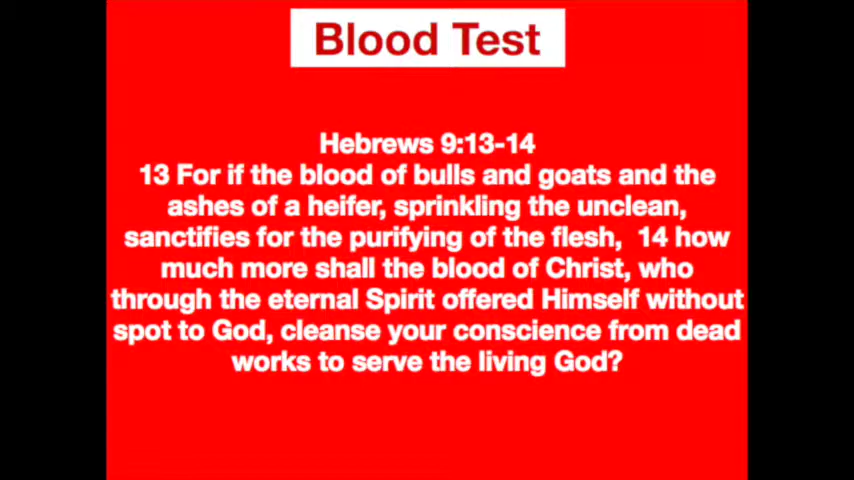 Blood Test
Hebrews 9:13-14
13 For if the blood of bulls and goats and the
ashes of a heifer, sprinkling the unclean,
sanctifies for the purifying of the flesh,  14 how
much more shall the blood of Christ, who
through the eternal Spirit offered Himself without
spot to God, cleanse your conscience from dead
works to serve the living God?